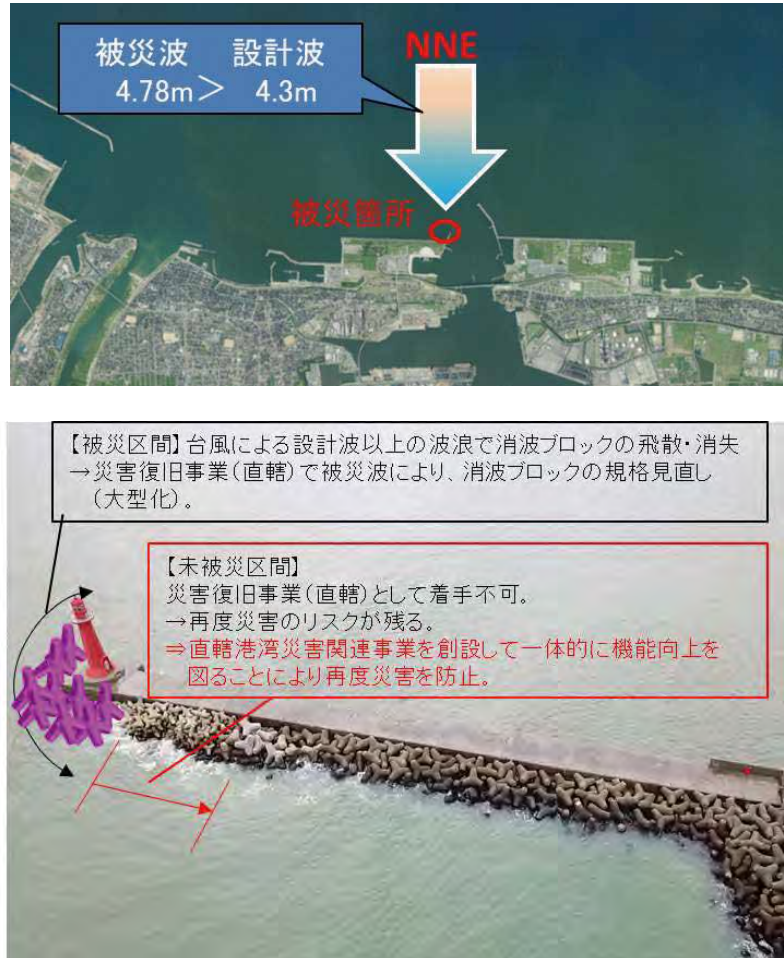 被災波 設計波
4.78m＞ 4.3m
NNE
被災箇所
【被災区間】台風による設計波以上の波浪で消波ブロックの飛散・消失
→災害復旧事業（直轄）で被災波により、消波ブロックの規格見直し
（大型化）。
【未被災区間】
災害復旧事業（直轄）として着手不可。
→再度災害のリスクが残る。
⇒直轄港湾災害関連事業を創設して一体的に機能向上を
図ることにより再度災害を防止。